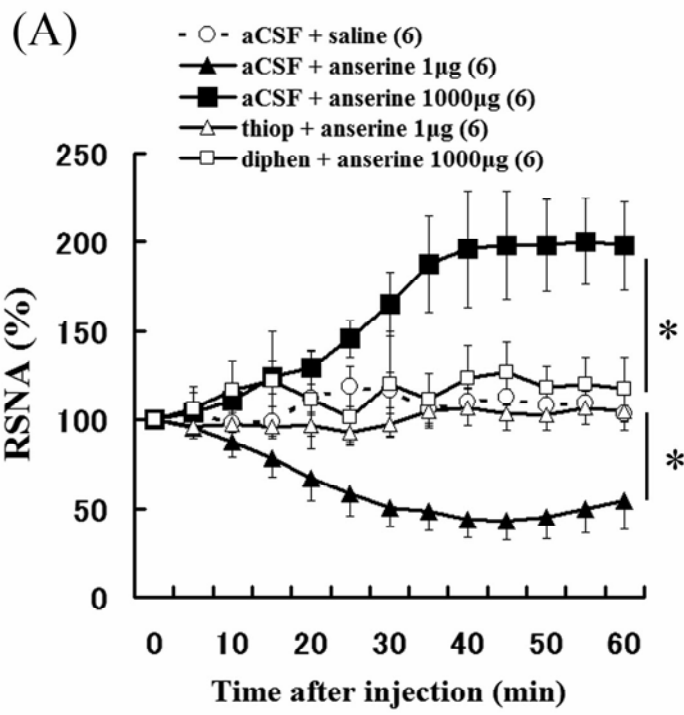 (A)
aCSF + saline (6)
aCSF + anserine 1µg (6)
aCSF + anserine 1000µg (6)
thiop + anserine 1µg (6)
diphen + anserine 1000µg (6)
250
200
150
100
50
0
RSNA (%)
*
*
0 10 20 30 40 50 60
Time after injection (min)